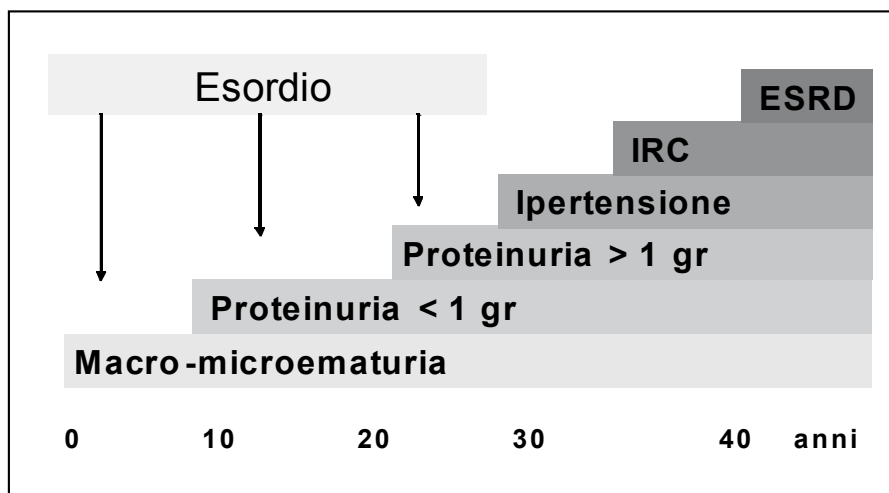 Esordio
ESRD
IRC
Ipertensione
Proteinuria > 1 gr
Proteinuria < 1 gr
Macro-microematuria
0 10 20 30 40 anni